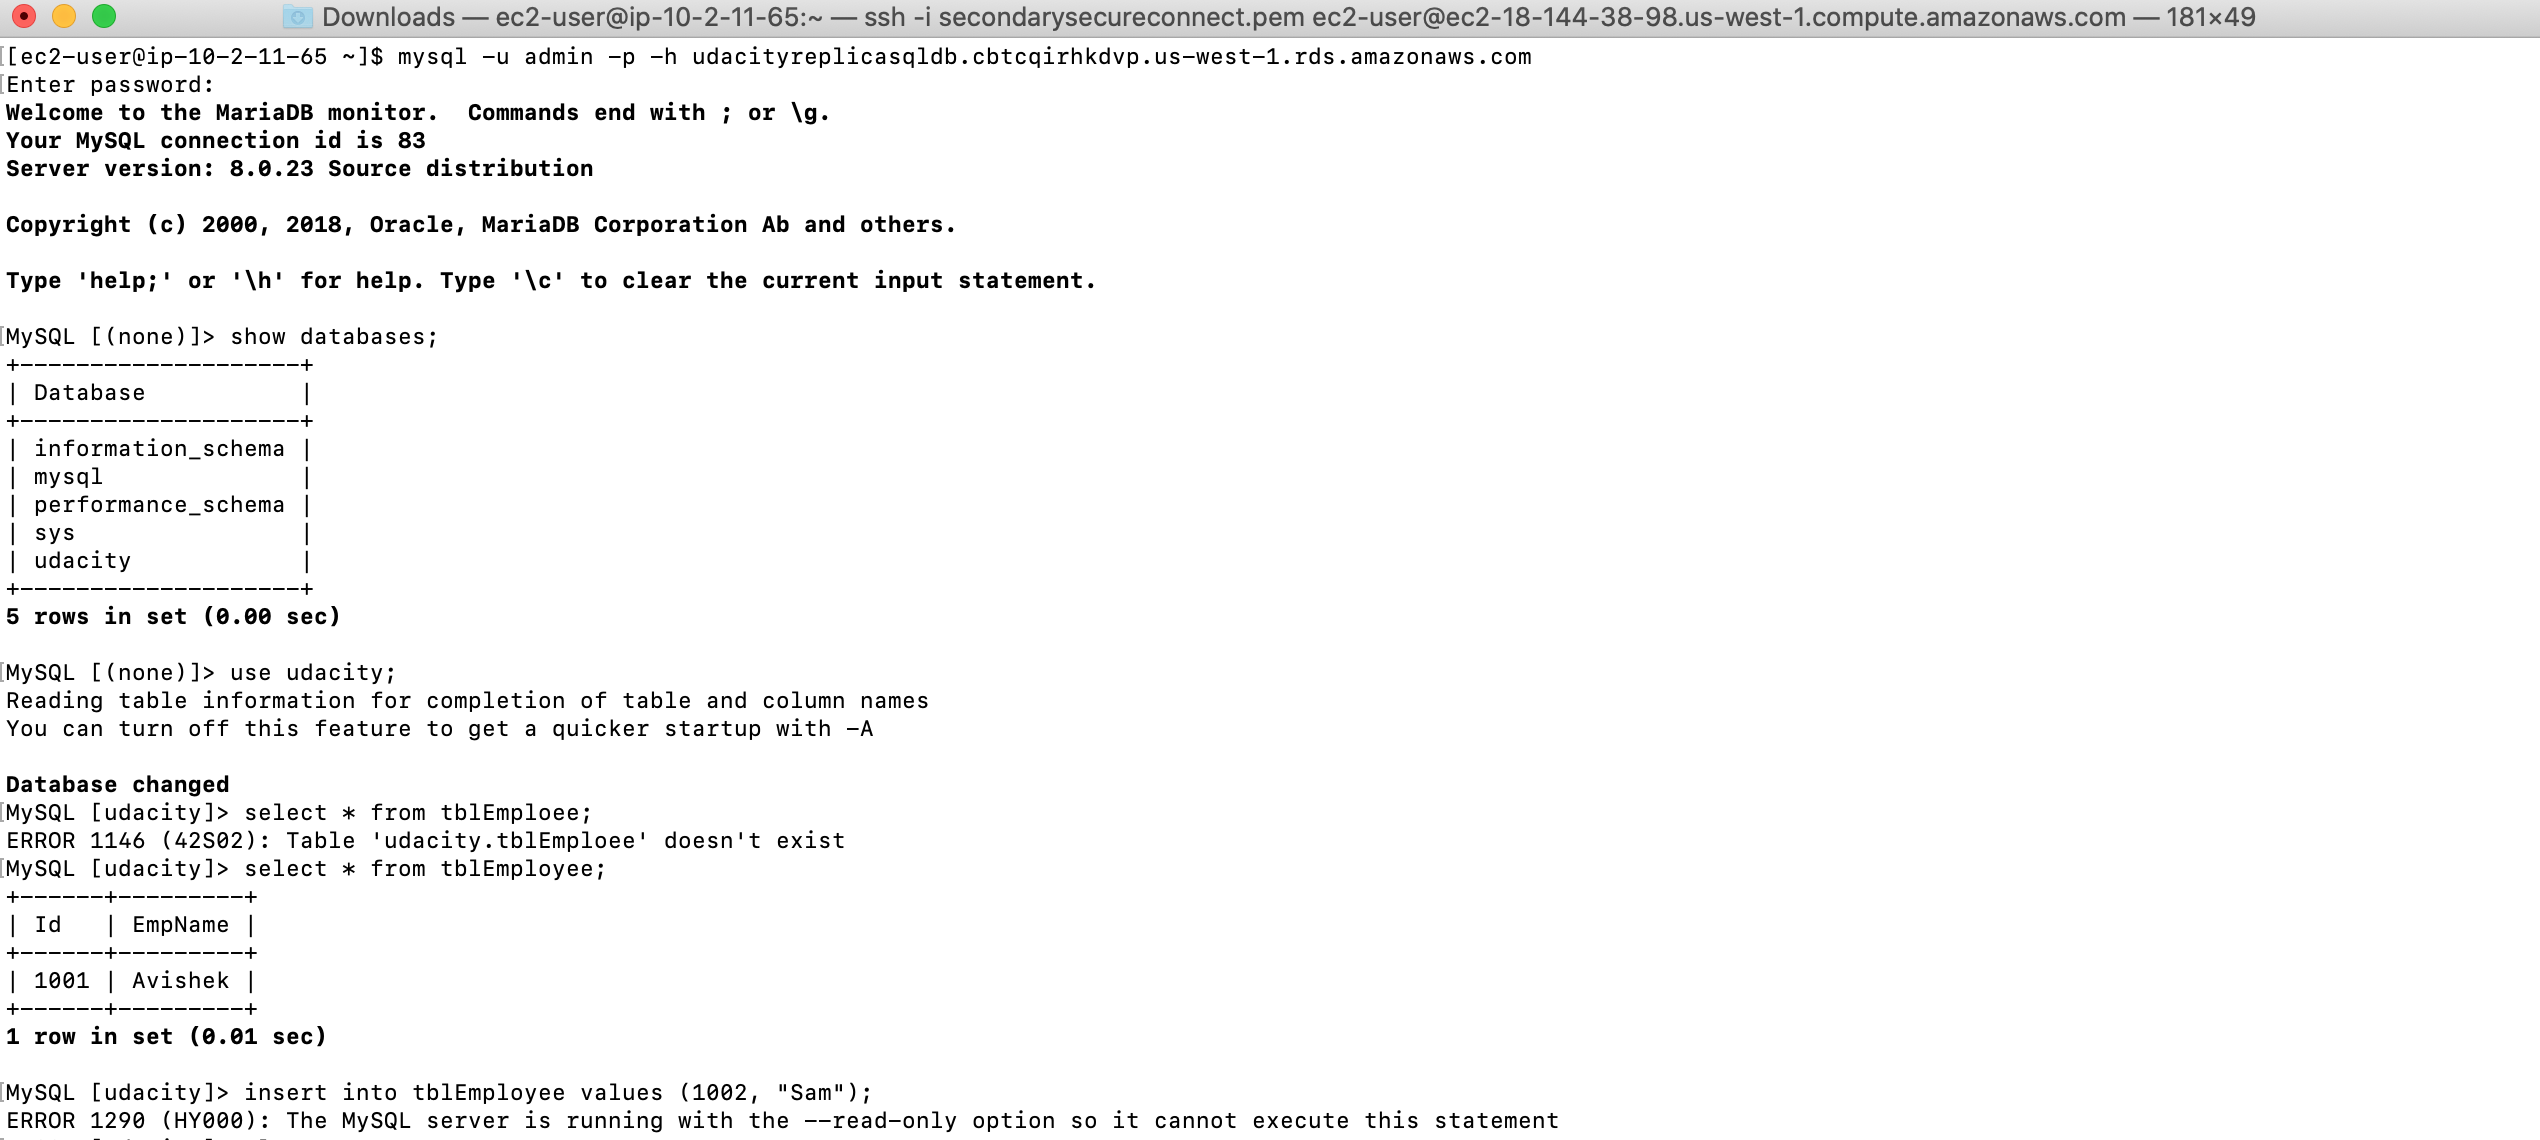 Downloads — ec2-user@ip-10-2-11-65:~ — ssh -i secondarysecureconnect.pem ec2-user@ec2-18-144-38-98.us-west-1.compute.amazonaws.com — 181×49
[ec2-user@ip-10-2-11-65 ~]$ mysql -u admin -p -h udacityreplicasqldb.cbtcqirhkdvp.us-west-1.rds.amazonaws.com
Enter password:
Welcome to the MariaDB monitor.  Commands end with ; or \g.
Your MySQL connection id is 83
Server version: 8.0.23 Source distribution

Copyright (c) 2000, 2018, Oracle, MariaDB Corporation Ab and others.

Type 'help;' or '\h' for help. Type '\c' to clear the current input statement.

MySQL [(none)]> show databases;
+--------------------+
| Database           |
+--------------------+
| information_schema |
| mysql              |
| performance_schema |
| sys                |
| udacity            |
+--------------------+
5 rows in set (0.00 sec)

MySQL [(none)]> use udacity;
Reading table information for completion of table and column names
You can turn off this feature to get a quicker startup with -A

Database changed
MySQL [udacity]> select * from tblEmploee;
ERROR 1146 (42S02): Table 'udacity.tblEmploee' doesn't exist
MySQL [udacity]> select * from tblEmployee;
+------+---------+
| Id   | EmpName |
+------+---------+
| 1001 | Avishek |
+------+---------+
1 row in set (0.01 sec)

MySQL [udacity]> insert into tblEmployee values (1002, "Sam");
ERROR 1290 (HY000): The MySQL server is running with the --read-only option so it cannot execute this statement